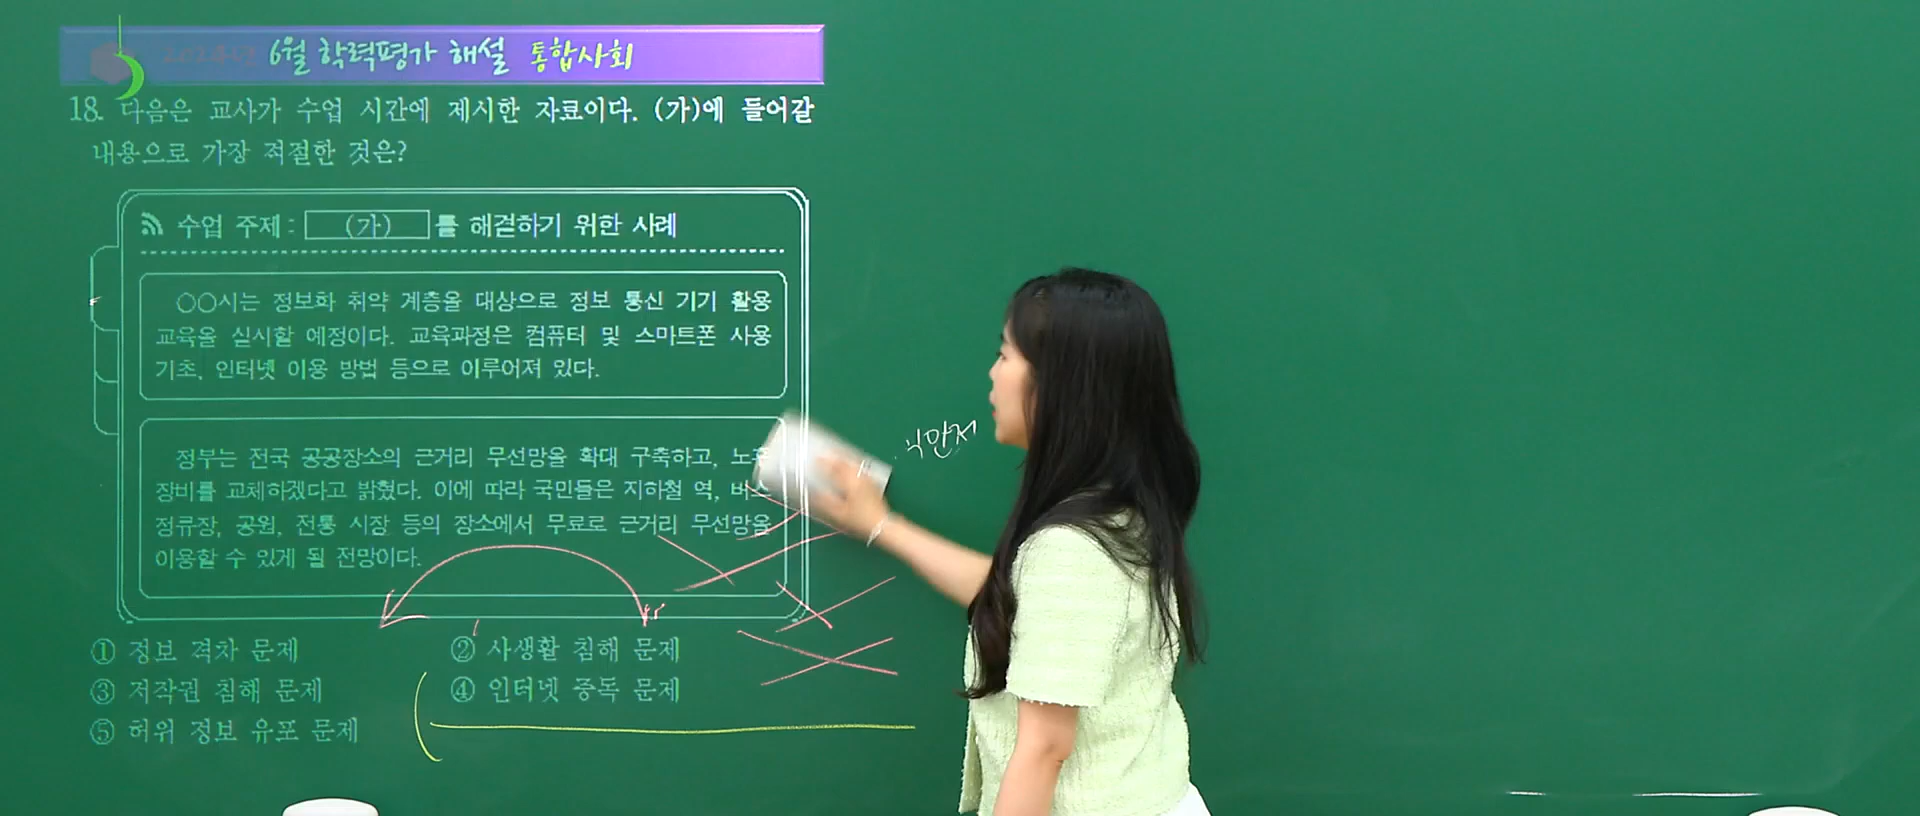 2024년 6월 학력평가 해설 통합사회
18. 다음은 교사가 수업 시간에 제시한 자료이다. (가)에 들어갈
내용으로 가장 적절한 것은?
수업 주제 : (가) 를 해결하기 위한 사례
○○시는 정보화 취약 계층을 대상으로 정보 통신 기기 활용
교육을 실시할 예정이다. 교육과정은 컴퓨터 및 스마트폰 사용
기초, 인터넷 이용 방법 등으로 이루어져 있다.
정부는 전국 공공장소의 근거리 무선망을 확대 구축하고, 노후
장비를 교체하겠다고 밝혔다. 이에 따라 국민들은 지하철 역, 버스
정류장, 공원, 전통 시장 등의 장소에서 무료로 근거리 무선망을
이용할 수 있게 될 전망이다.
① 정보 격차 문제
② 사생활 침해 문제
③ 저작권 침해 문제
④ 인터넷 중독 문제
⑤ 허위 정보 유포 문제